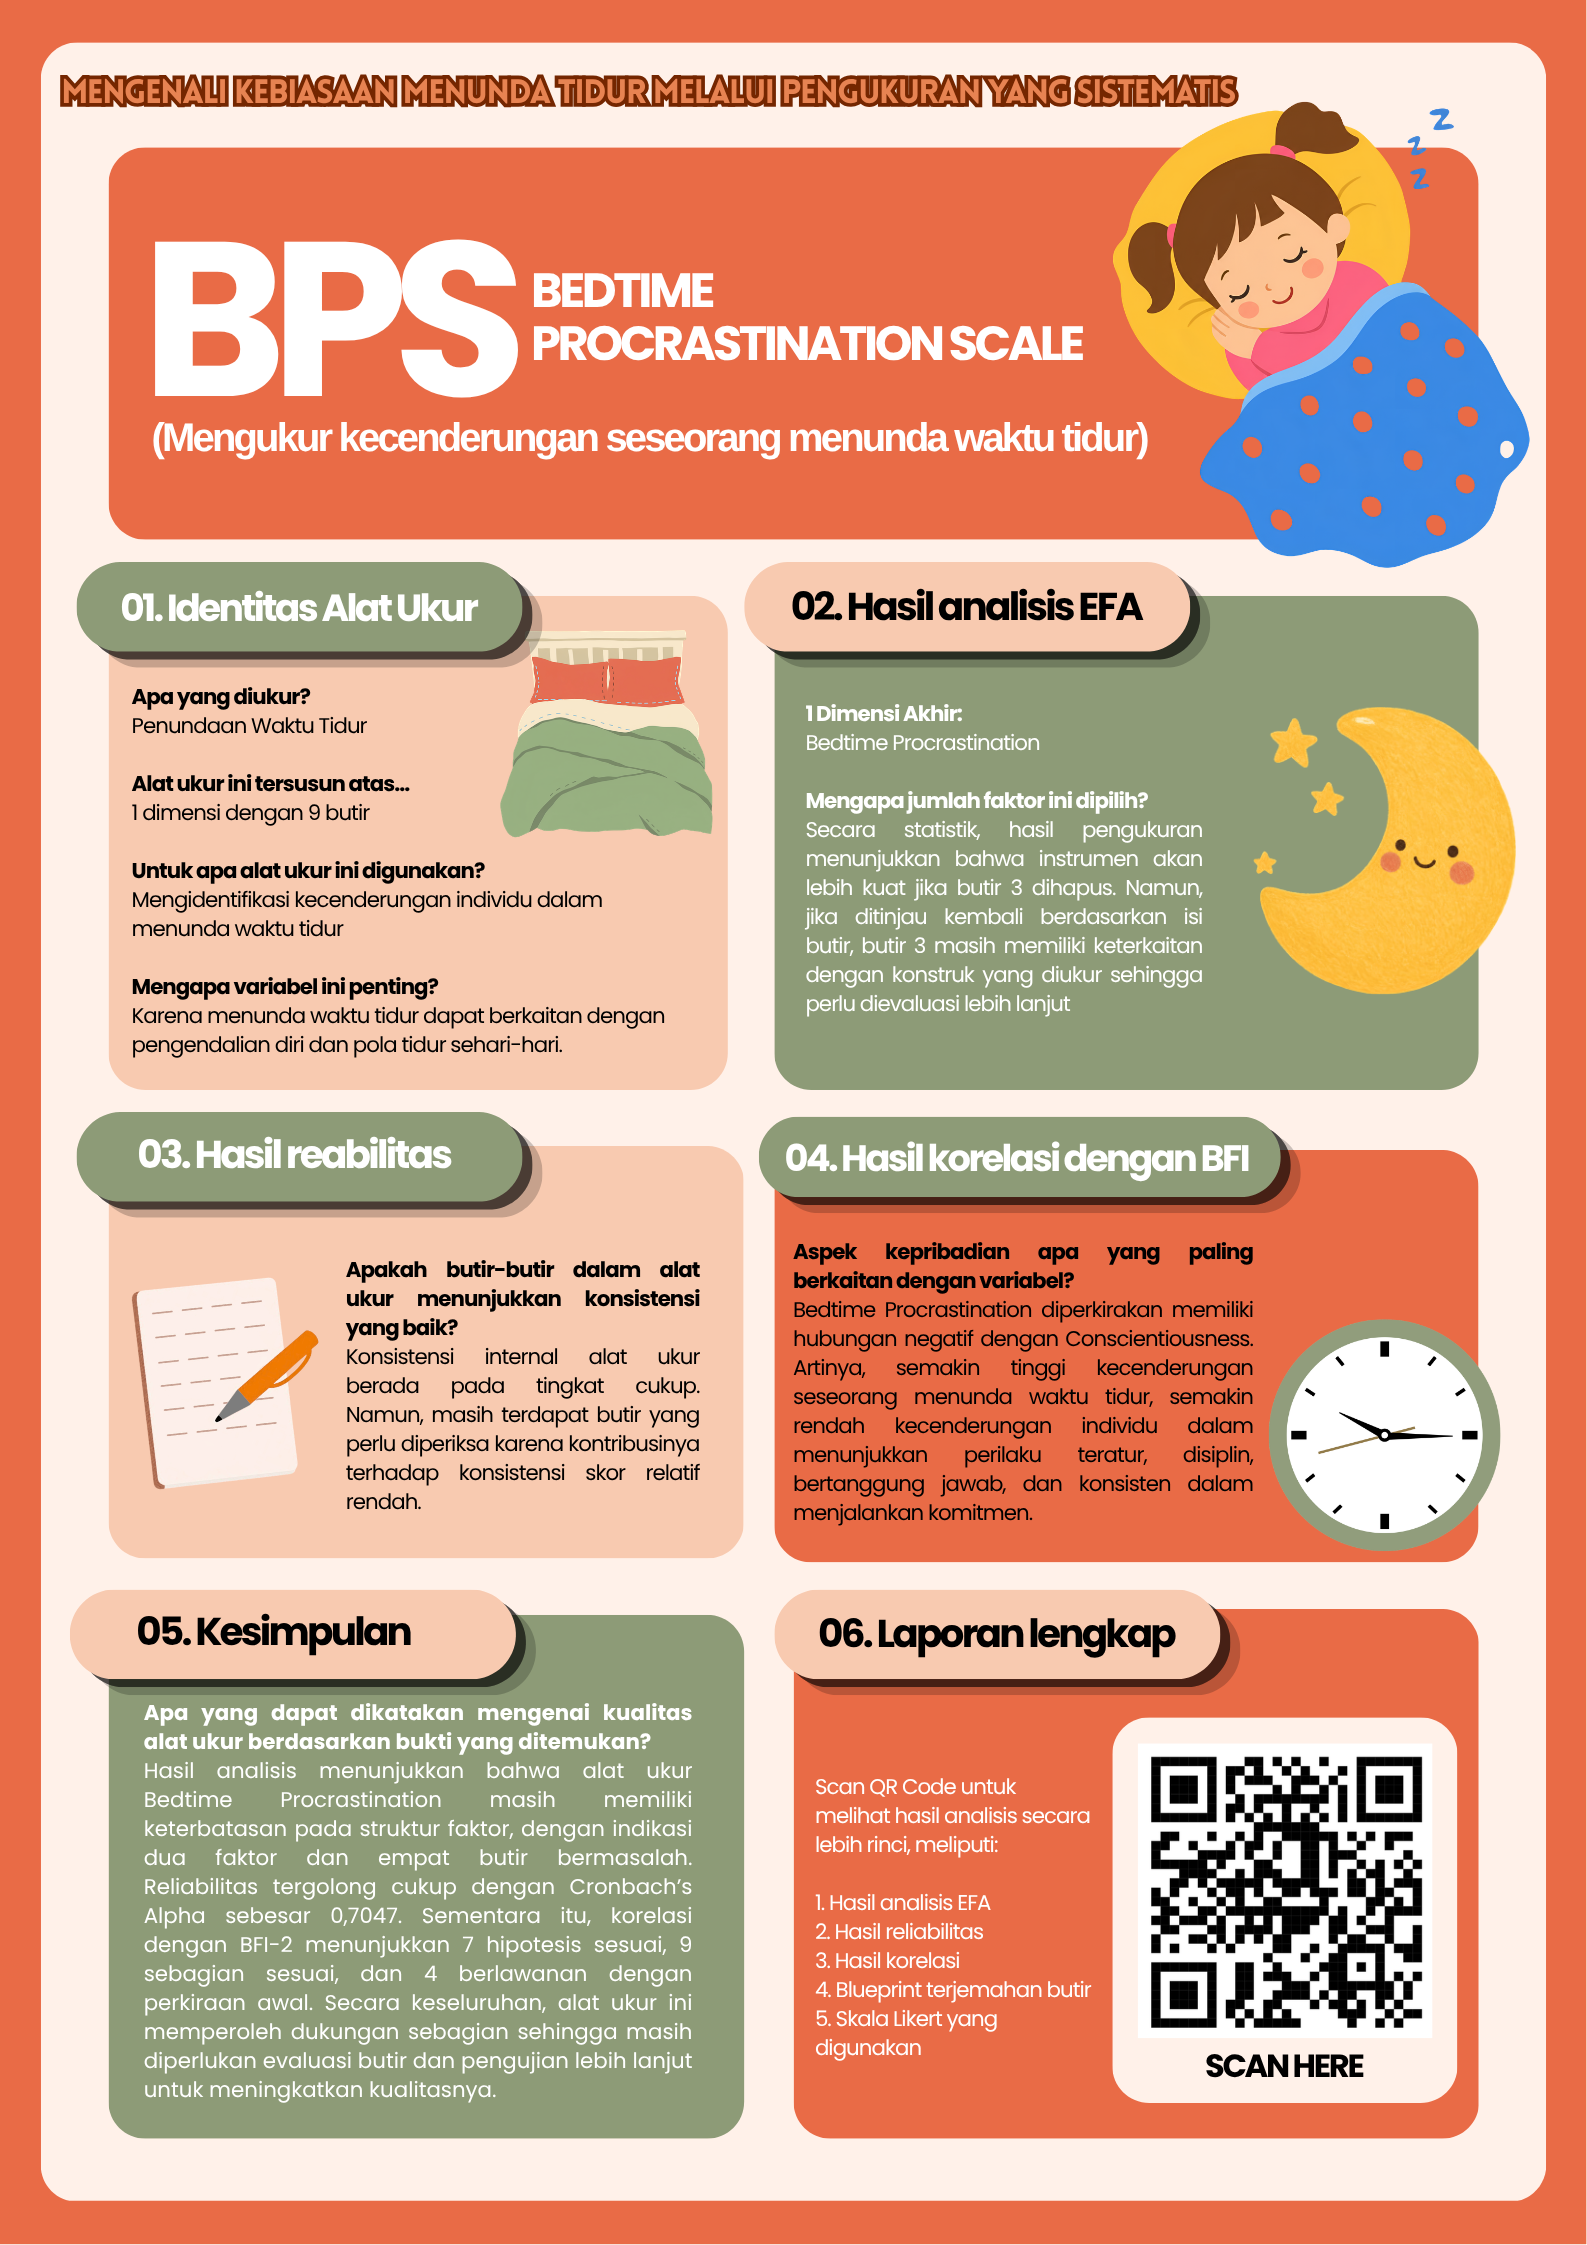 MENGENALI KEBIASAAN MENUNDA TIDUR MELALUI PENGUKURAN YANG SISTEMATIS
z
z
z
BPS
BEDTIME
PROCRASTINATION SCALE
(Mengukur kecenderungan seseorang menunda waktu tidur)
01. Identitas Alat Ukur
Apa yang diukur?
Penundaan Waktu Tidur
Alat ukur ini tersusun atas...
1 dimensi dengan 9 butir
Untuk apa alat ukur ini digunakan?
Mengidentifikasi kecenderungan individu dalam
menunda waktu tidur
Mengapa variabel ini penting?
Karena menunda waktu tidur dapat berkaitan dengan
pengendalian diri dan pola tidur sehari-hari.
02. Hasil analisis EFA
1 Dimensi Akhir:
Bedtime Procrastination
Mengapa jumlah faktor ini dipilih?
Secara statistik, hasil pengukuran
menunjukkan bahwa instrumen akan
lebih kuat jika butir 3 dihapus. Namun,
jika ditinjau kembali berdasarkan isi
butir, butir 3 masih memiliki keterkaitan
dengan konstruk yang diukur sehingga
perlu dievaluasi lebih lanjut
03. Hasil reabilitas
Apakah butir-butir dalam alat
ukur menunjukkan konsistensi
yang baik?
Konsistensi internal alat ukur
berada pada tingkat cukup.
Namun, masih terdapat butir yang
perlu diperiksa karena kontribusinya
terhadap konsistensi skor relatif
rendah.
04. Hasil korelasi dengan BFI
Aspek kepribadian apa yang paling
berkaitan dengan variabel?
Bedtime Procrastination diperkirakan memiliki
hubungan negatif dengan Conscientiousness.
Artinya, semakin tinggi kecenderungan
seseorang menunda waktu tidur, semakin
rendah kecenderungan individu dalam
menunjukkan perilaku teratur, disiplin,
bertanggung jawab, dan konsisten dalam
menjalankan komitmen.
05. Kesimpulan
Apa yang dapat dikatakan mengenai kualitas
alat ukur berdasarkan bukti yang ditemukan?
Hasil analisis menunjukkan bahwa alat ukur
Bedtime Procrastination masih memiliki
keterbatasan pada struktur faktor, dengan indikasi
dua faktor dan empat butir bermasalah.
Reliabilitas tergolong cukup dengan Cronbach's
Alpha sebesar 0,7047. Sementara itu, korelasi
dengan BFI-2 menunjukkan 7 hipotesis sesuai, 9
sebagian sesuai, dan 4 berlawanan dengan
perkiraan awal. Secara keseluruhan, alat ukur ini
memperoleh dukungan sebagian sehingga masih
diperlukan evaluasi butir dan pengujian lebih lanjut
untuk meningkatkan kualitasnya.
06. Laporan lengkap
Scan QR Code untuk
melihat hasil analisis secara
lebih rinci, meliputi:
1. Hasil analisis EFA
2. Hasil reliabilitas
3. Hasil korelasi
4. Blueprint terjemahan butir
5. Skala Likert yang
digunakan
SCAN HERE